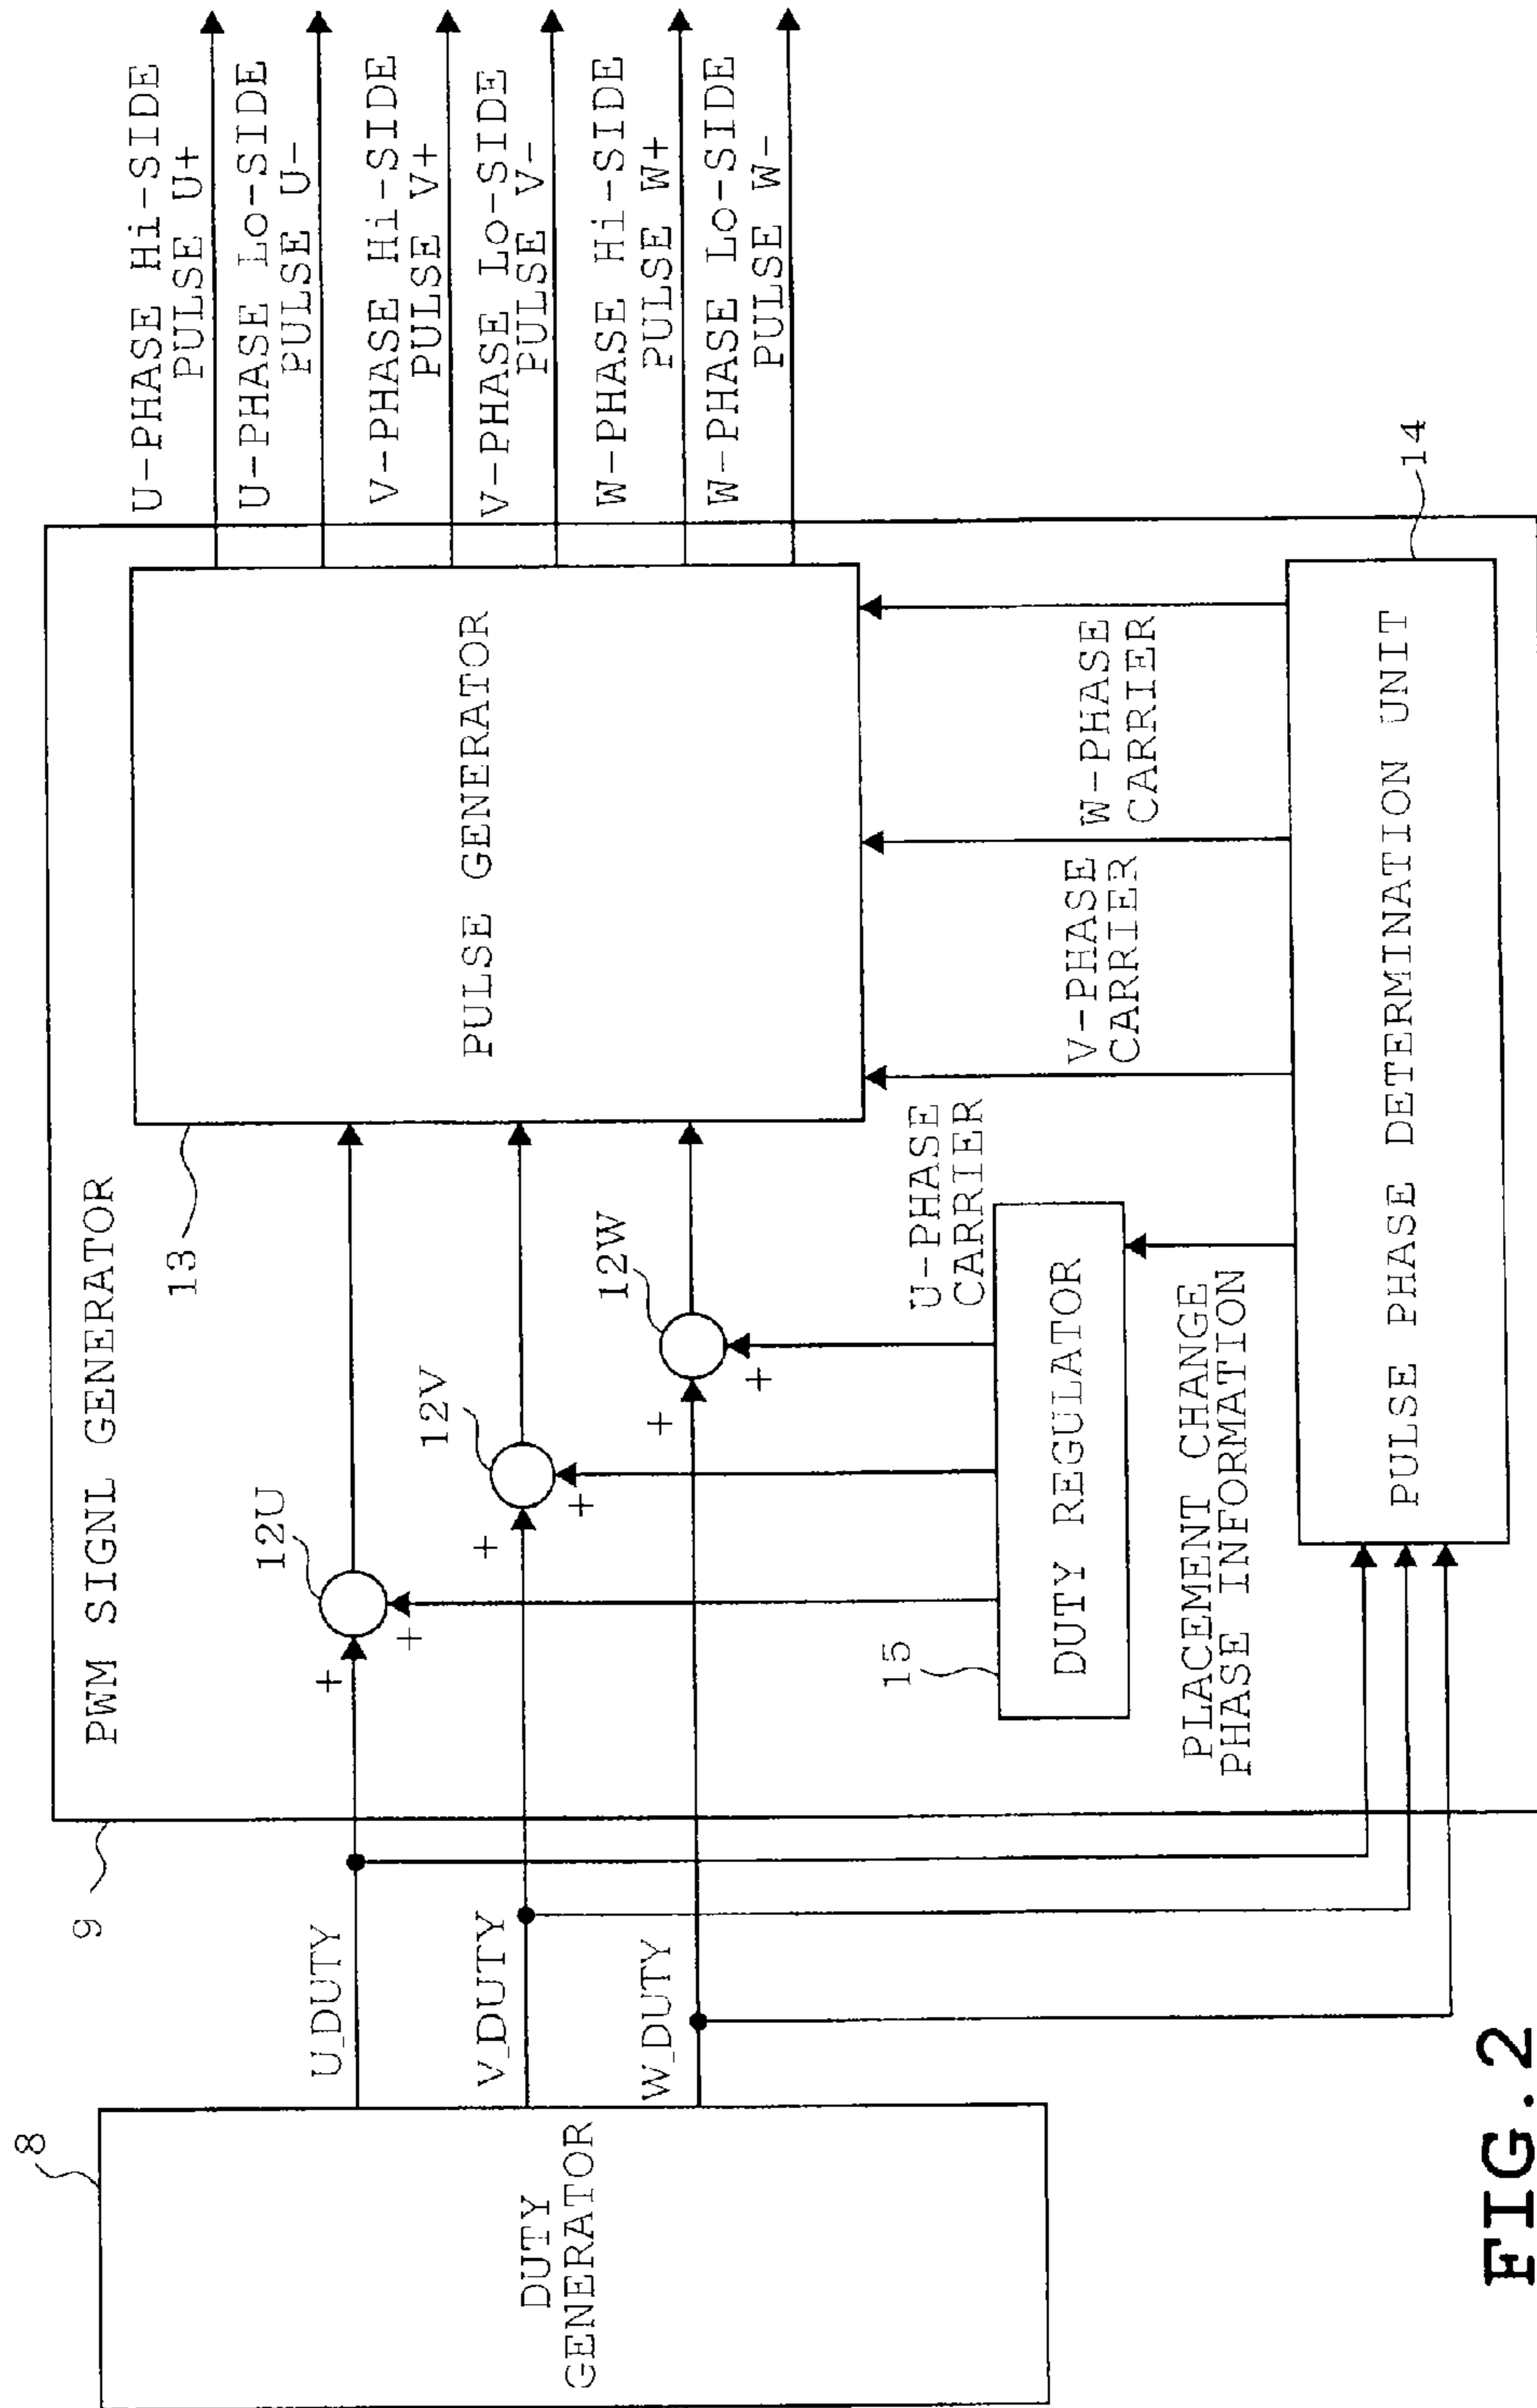 8
DUTY
GENERATOR
U_DUTY
V_DUTY
W_DUTY
9
PWM SIGNL GENERATOR
12U
+
+
12V
+
+
12W
+
+
13
PULSE GENERATOR
15
DUTY REGULATOR
PLACEMENT CHANGE
PHASE INFORMATION
U-PHASE
CARRIER
V-PHASE
CARRIER
W-PHASE
CARRIER
PULSE PHASE DETERMINATION UNIT
14
U-PHASE Hi-SIDE
PULSE U+
U-PHASE Lo-SIDE
PULSE U-
V-PHASE Hi-SIDE
PULSE V+
V-PHASE Lo-SIDE
PULSE V-
W-PHASE Hi-SIDE
PULSE W+
W-PHASE Lo-SIDE
PULSE W-
FIG.2